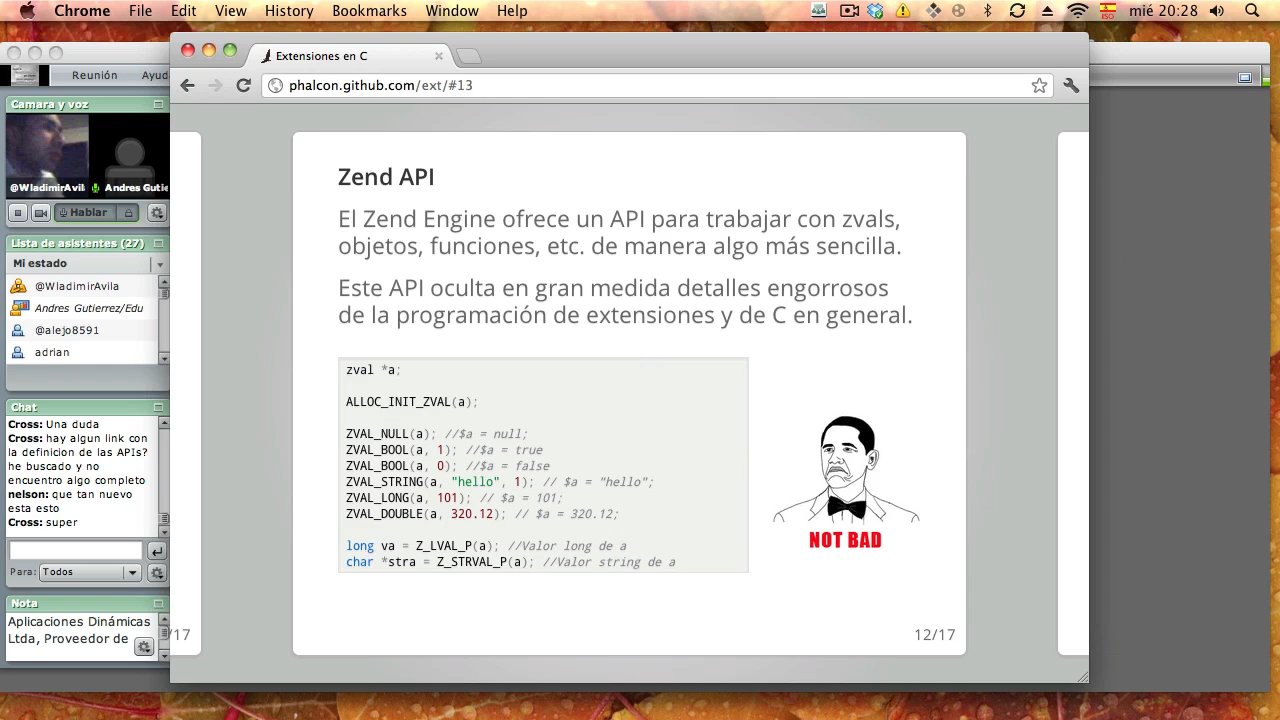 Chrome File Edit View History Bookmarks Window Help
ISO mié 20:28
Extensiones en C
phalcon.github.com/ext/#13
Reunión Ayud
Camara y voz
@WladimirAvila Andres Gutie
Hablar
Lista de asistentes (27)
Mi estado
@WladimirAvila
Andres Gutierrez/Edu
@alejo8591
adrian
Chat
Cross: Una duda
Cross: hay algun link con
la definicion de las APIs?
he buscado y no
encuentro algo completo
nelson: que tan nuevo
esta esto
Cross: super
Para: Todos
Nota
Aplicaciones Dinámicas
Ltda, Proveedor de
/17
Zend API
El Zend Engine ofrece un API para trabajar con zvals,
objetos, funciones, etc. de manera algo más sencilla.
Este API oculta en gran medida detalles engorrosos
de la programación de extensiones y de C en general.
zval *a;
ALLOC_INIT_ZVAL(a);
ZVAL_NULL(a); //$a = null;
ZVAL_BOOL(a, 1); //$a = true
ZVAL_BOOL(a, 0); //$a = false
ZVAL_STRING(a, "hello", 1); // $a = "hello";
ZVAL_LONG(a, 101); // $a = 101;
ZVAL_DOUBLE(a, 320.12); // $a = 320.12;
long va = Z_LVAL_P(a); //Valor long de a
char *stra = Z_STRVAL_P(a); //Valor string de a
NOT BAD
12/17